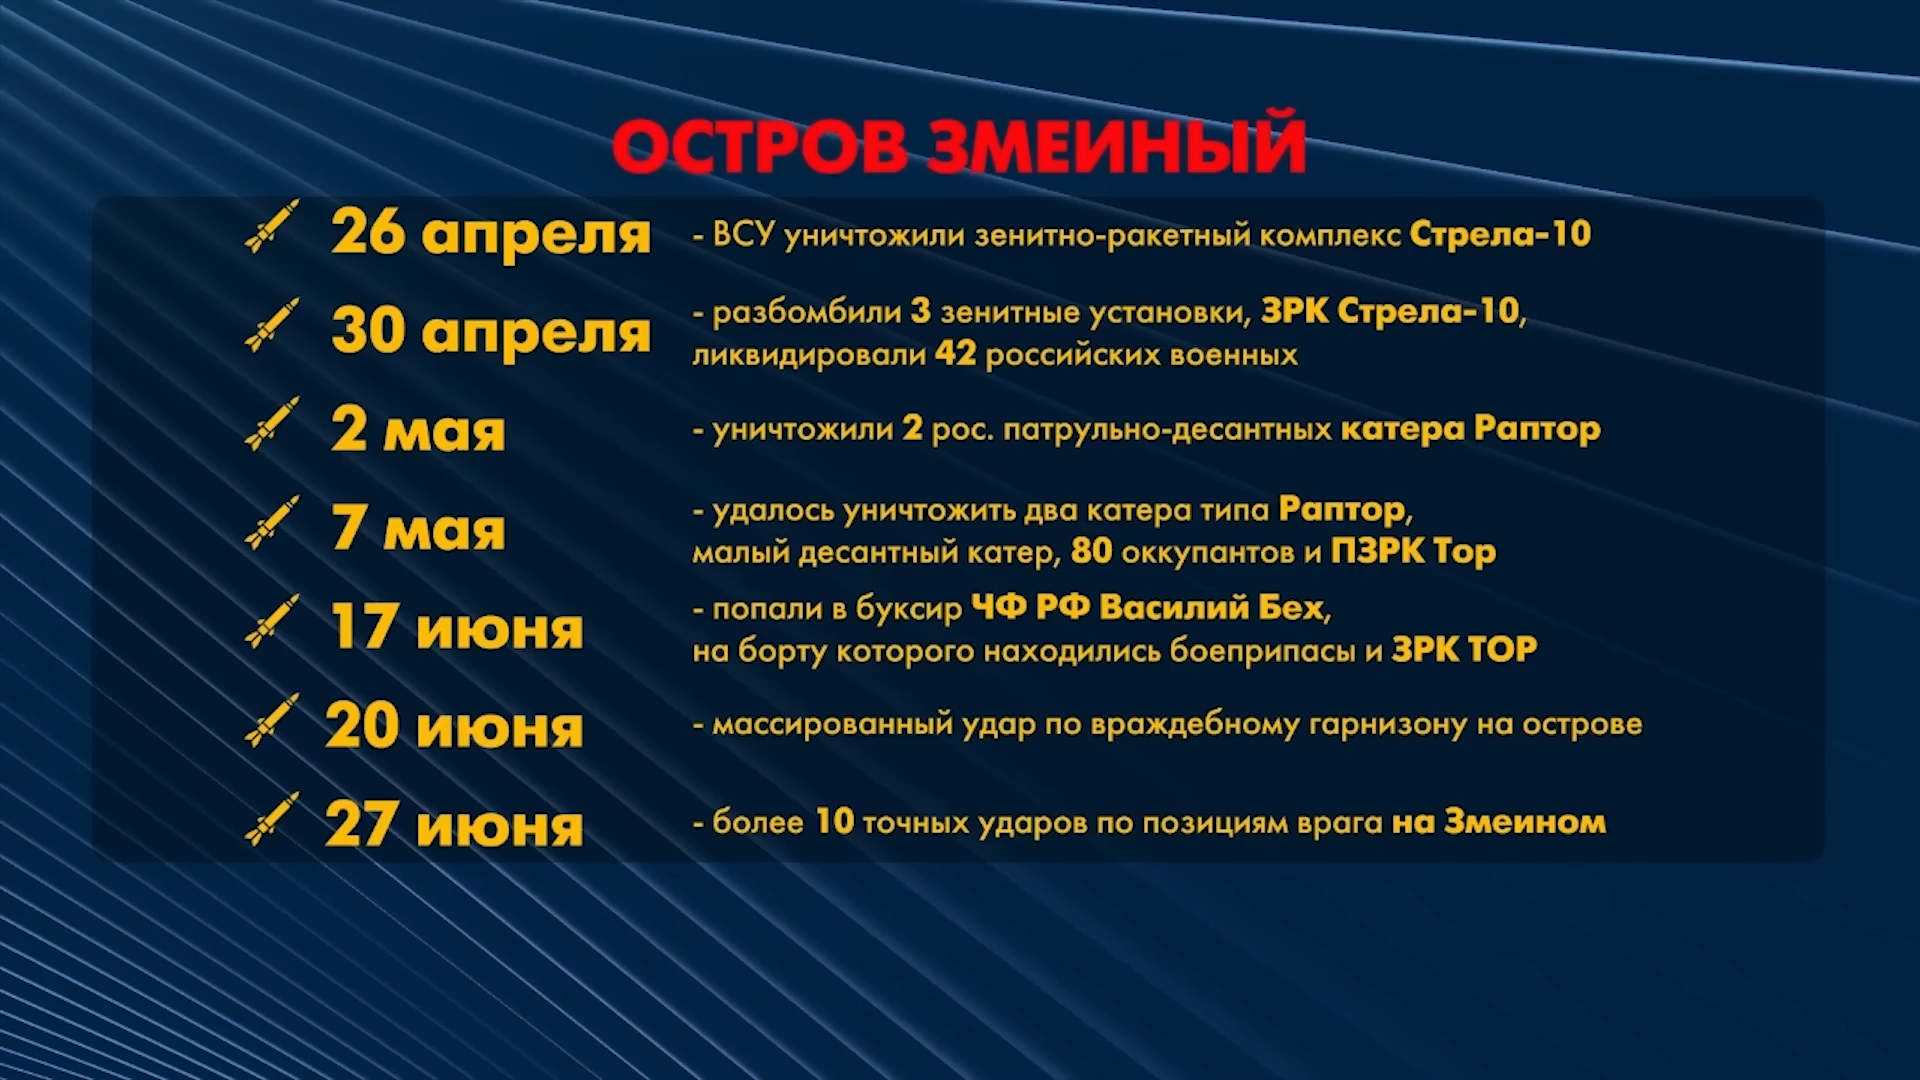 ОСТРОВ ЗМЕИНЫЙ
26 апреля - ВСУ уничтожили зенитно-ракетный комплекс Стрела-10
30 апреля - разбомбили 3 зенитные установки, ЗРК Стрела-10,
ликвидировали 42 российских военных
2 мая - уничтожили 2 рос. патрульно-десантных катера Раптор
7 мая - удалось уничтожить два катера типа Раптор,
малый десантный катер, 80 оккупантов и ПЗРК Тор
17 июня - попали в буксир ЧФ РФ Василий Бех,
на борту которого находились боеприпасы и ЗРК ТОР
20 июня - массированный удар по враждебному гарнизону на острове
27 июня - более 10 точных ударов по позициям врага на Змеином